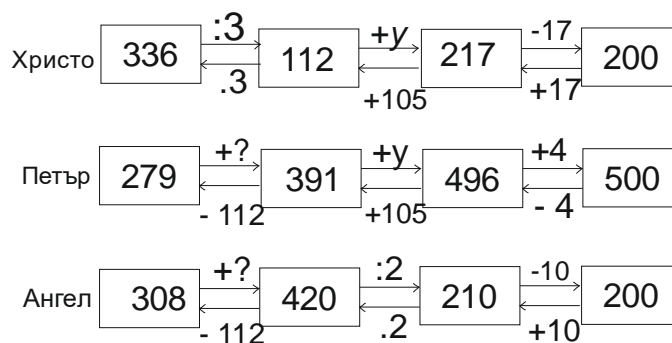 :3 +y -17
Христо 336 112 217 200
.3 +105 +17
+? +y +4
Петър 279 391 496 500
- 112 +105 - 4
+? :2 -10
Ангел 308 420 210 200
- 112 .2 +10